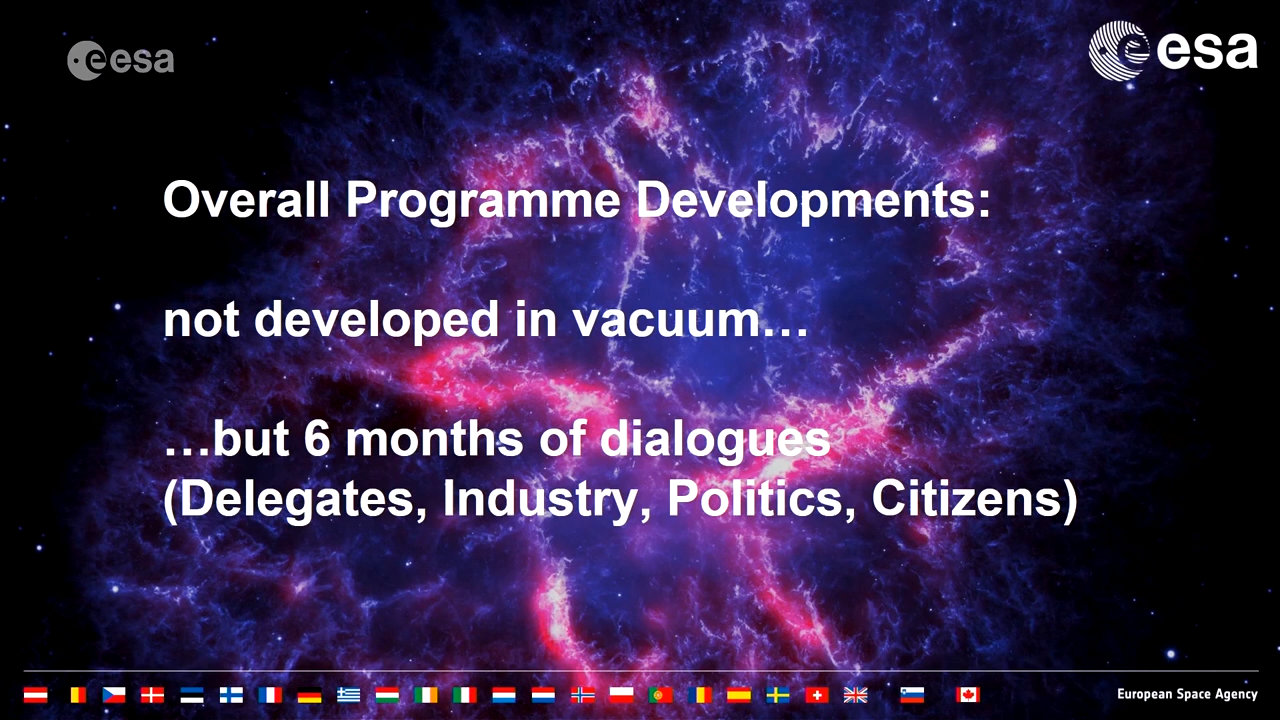 esa
esa
Overall Programme Developments:
not developed in vacuum…
…but 6 months of dialogues
(Delegates, Industry, Politics, Citizens)
European Space Agency